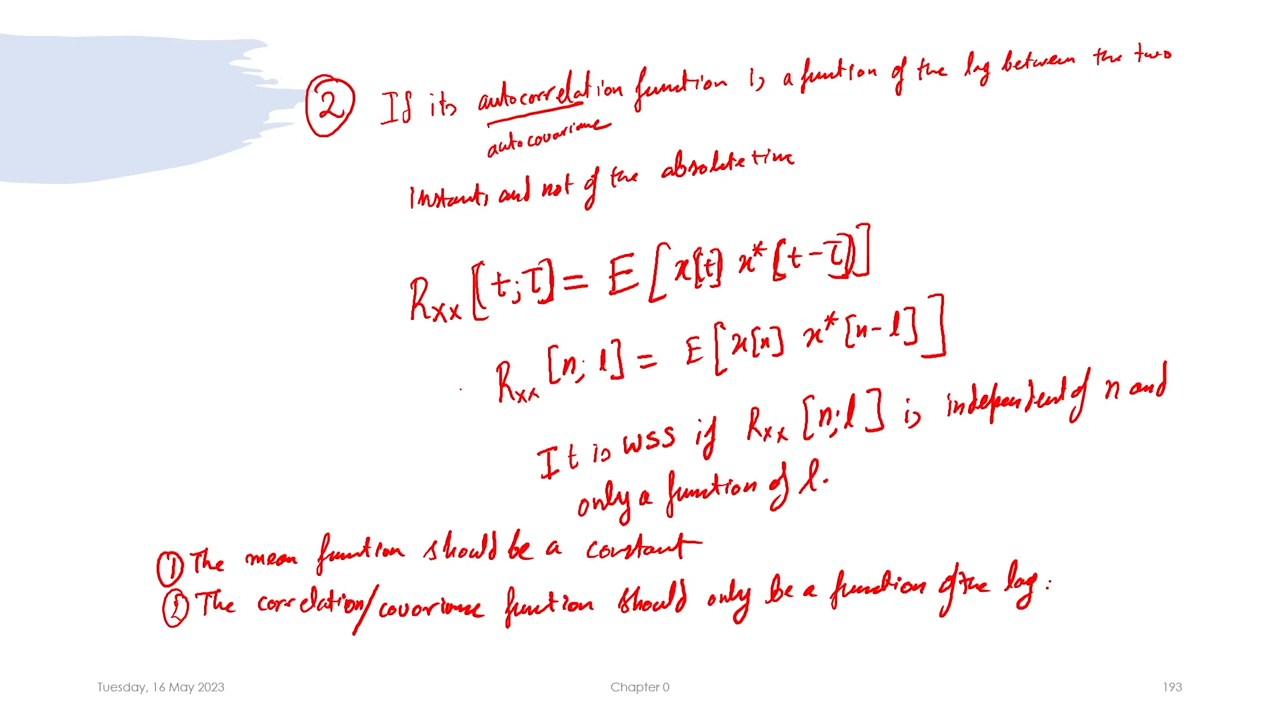 ② If its autocorrelation function is a function of the lag between the two
autocovariance
instants and not of the absolute time
Rxx[t;τ] = E[x[t] x*[t-τ]]
Rxx[n;l] = E[x[n] x*[n-l]]
It is WSS if Rxx[n;l] is independent of n and
only a function of l.
① The mean function should be a constant
② The correlation/covariance function should only be a function of the lag.
Tuesday, 16 May 2023
Chapter 0
193